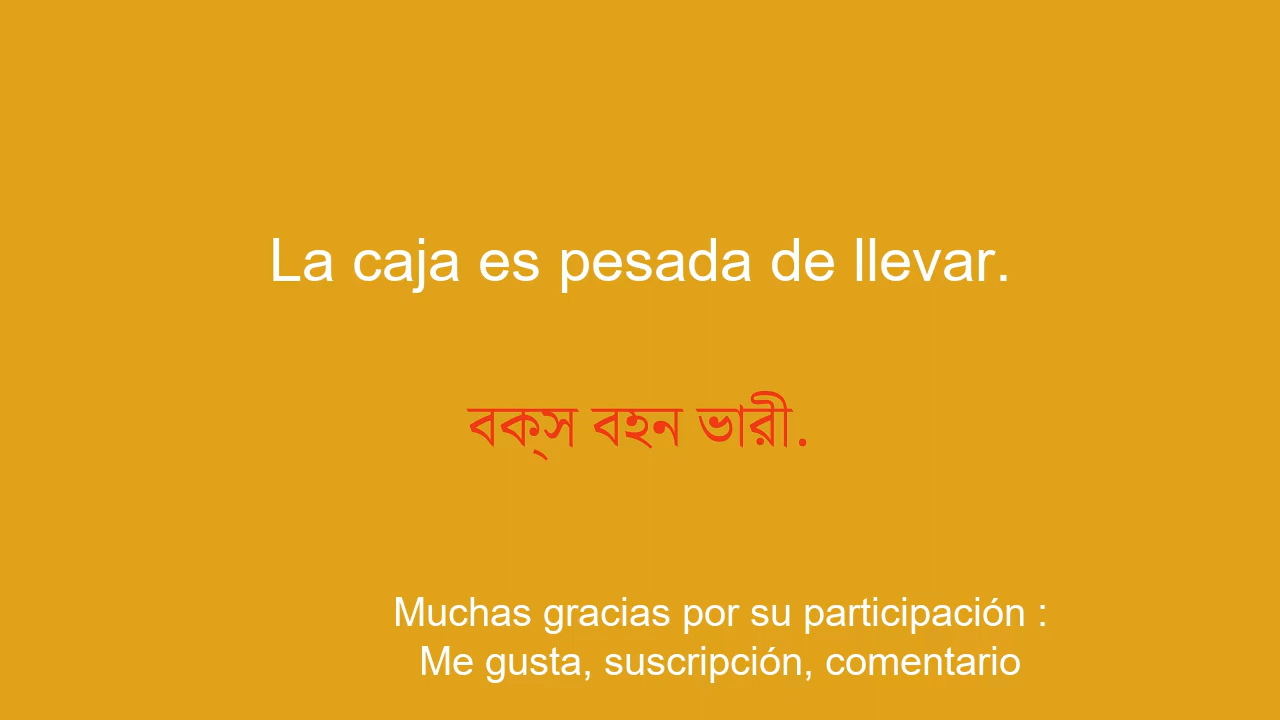 La caja es pesada de llevar.
বক্‌স বহন ভারী.
Muchas gracias por su participación :
Me gusta, suscripción, comentario